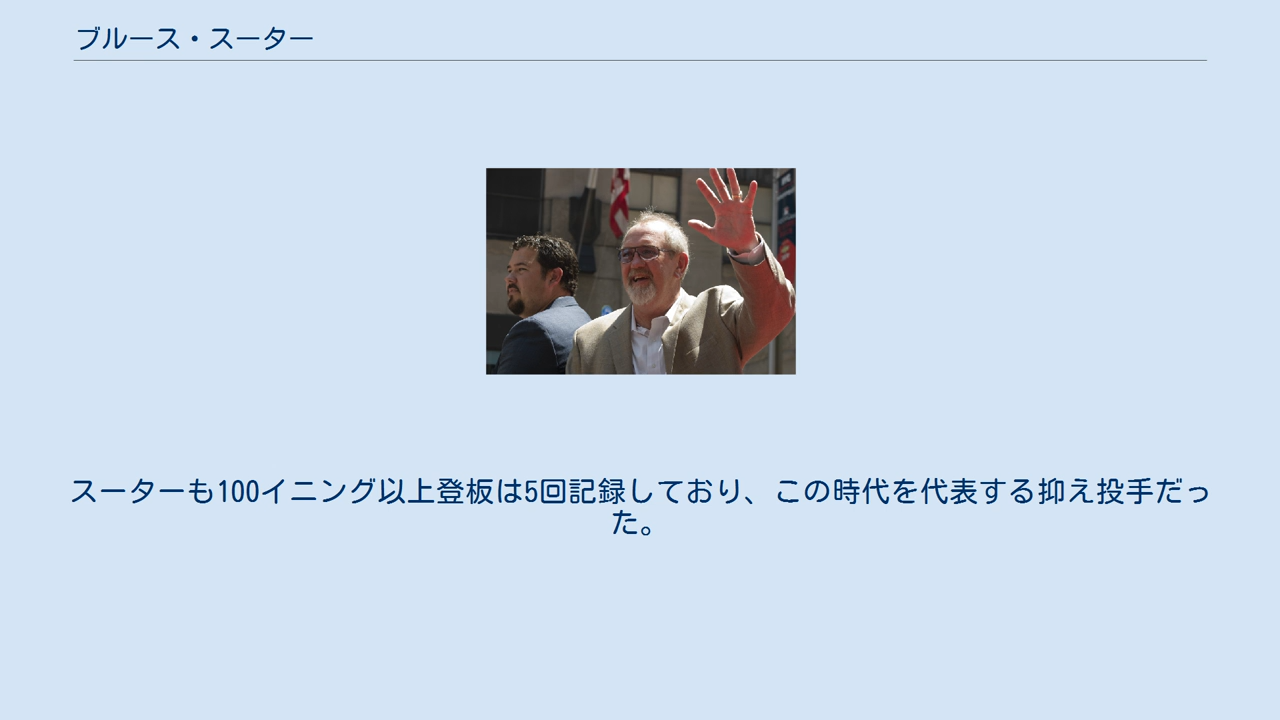 ブルース・スーター
スーターも100イニング以上登板は5回記録しており、この時代を代表する抑え投手だっ
た。